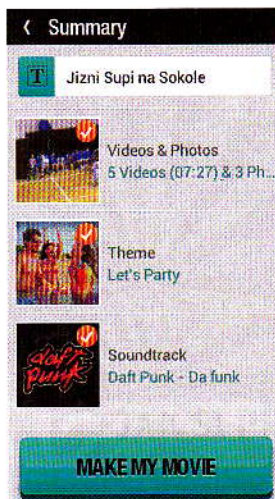 Summary
T Jizni Supi na Sokole
Videos & Photos
5 Videos (07:27) & 3 Ph...
Theme
Let's Party
daft punk
Soundtrack
Daft Punk - Da funk
MAKE MY MOVIE